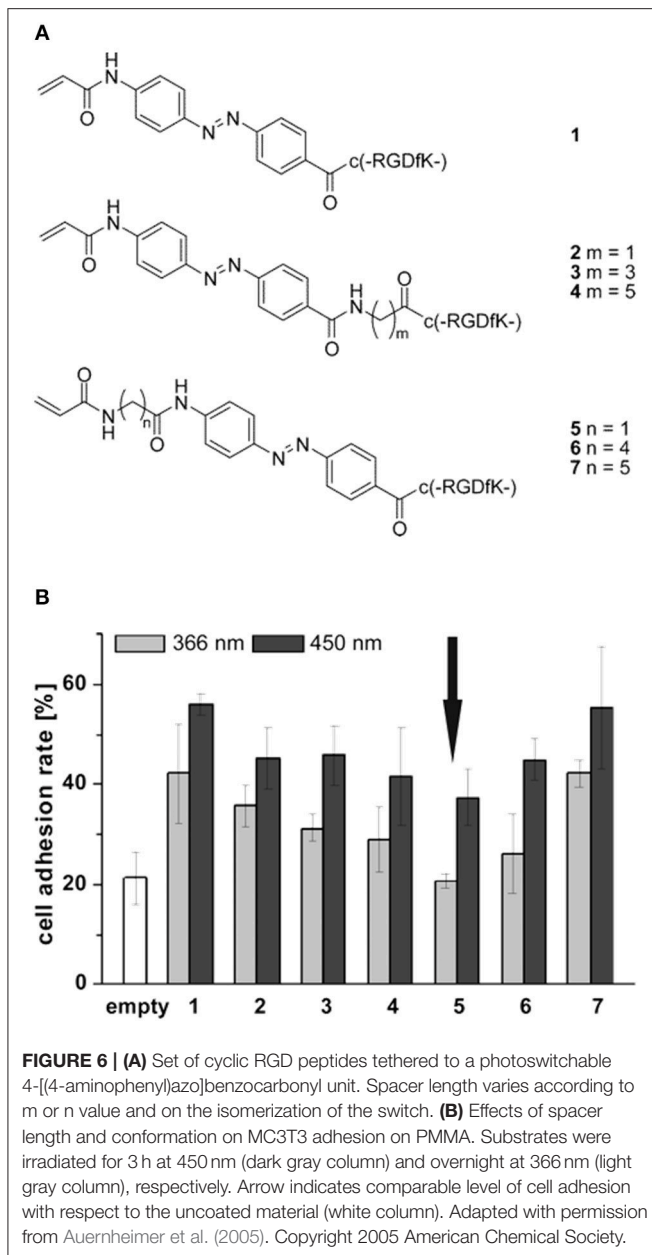 A
H
N
O
N
N
O
c(-RGDfK-)
1
H
N
O
N
N
O
H
N
O
m
c(-RGDfK-)
2 m = 1
3 m = 3
4 m = 5
O
N
H
n
O
H
N
N
N
O
c(-RGDfK-)
5 n = 1
6 n = 4
7 n = 5
B
366 nm 450 nm
cell adhesion rate [%]
60
40
20
0
empty 1 2 3 4 5 6 7
FIGURE 6 | (A) Set of cyclic RGD peptides tethered to a photoswitchable
4-[(4-aminophenyl)azo]benzocarbonyl unit. Spacer length varies according to
m or n value and on the isomerization of the switch. (B) Effects of spacer
length and conformation on MC3T3 adhesion on PMMA. Substrates were
irradiated for 3 h at 450 nm (dark gray column) and overnight at 366 nm (light
gray column), respectively. Arrow indicates comparable level of cell adhesion
with respect to the uncoated material (white column). Adapted with permission
from Auernheimer et al. (2005). Copyright 2005 American Chemical Society.